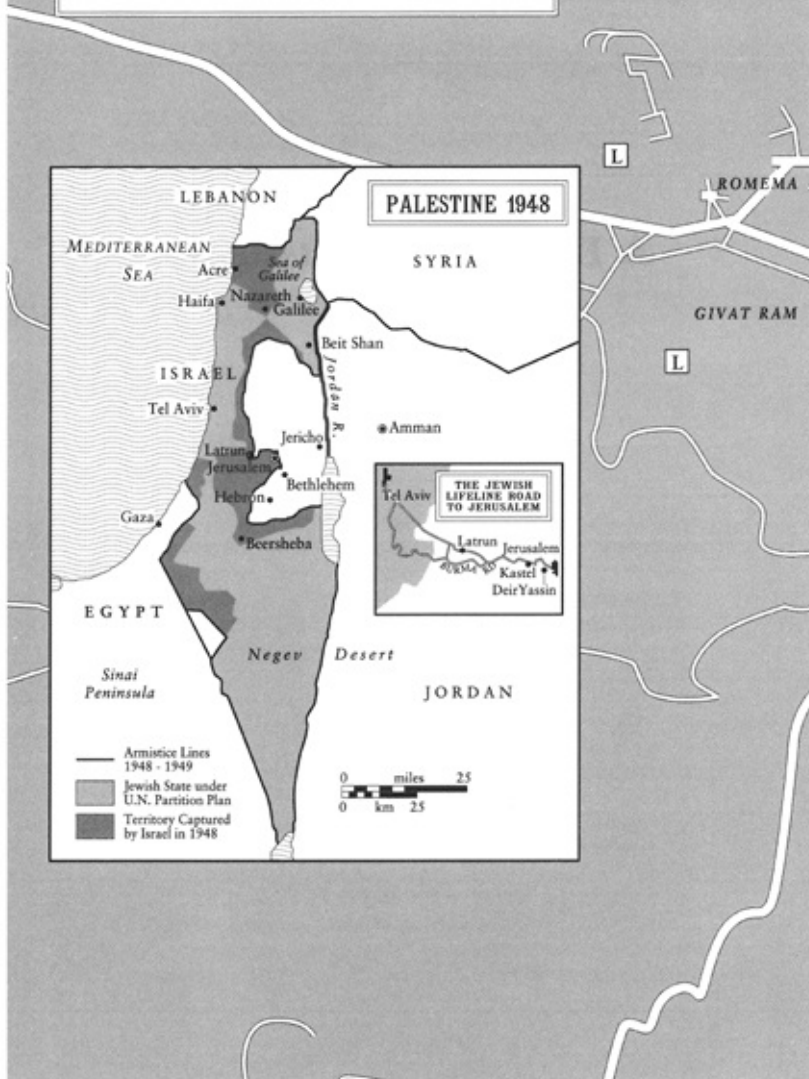 L
ROMEMA
GIVAT RAM
L
PALESTINE 1948
LEBANON
MEDITERRANEAN
SEA
SYRIA
Acre
Sea of
Galilee
Haifa
Nazareth
Galilee
Beit Shan
ISRAEL
Jordan R.
Tel Aviv
Amman
Jericho
Latrun
Jerusalem
Bethlehem
Hebron
Gaza
Beersheba
THE JEWISH
LIFELINE ROAD
TO JERUSALEM
Tel Aviv
Latrun
Jerusalem
BURMA RD
Kastel
DeirYassin
EGYPT
Negev Desert
Sinai
Peninsula
JORDAN
Armistice Lines
1948 - 1949
Jewish State under
U.N. Partition Plan
Territory Captured
by Israel in 1948
0 miles 25
0 km 25